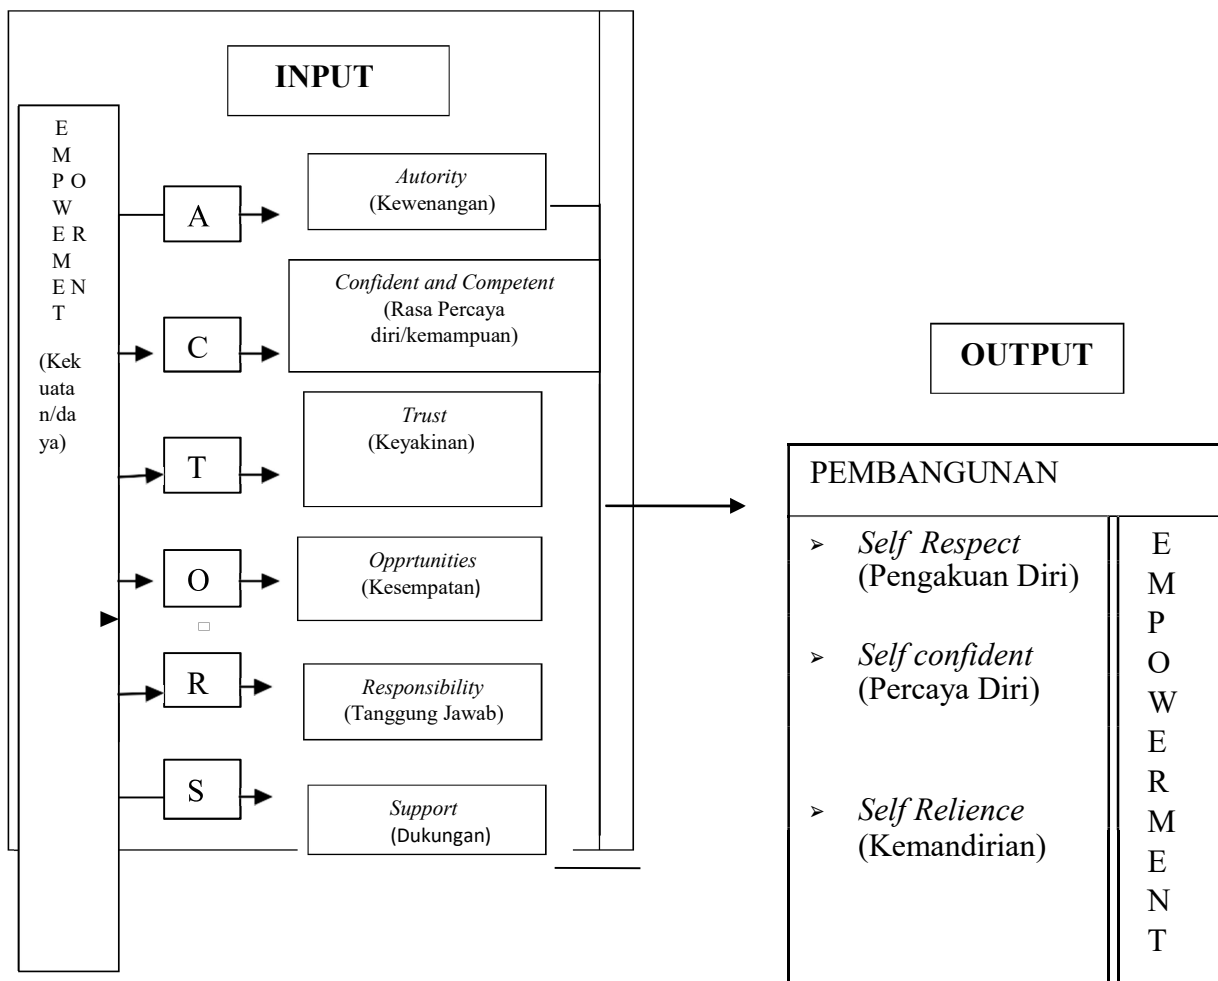 INPUT
E
M
P O
W
E R
M
E N
T
(Kek
uata
n/da
ya)
A
Autority
(Kewenangan)
C
Confident and Competent
(Rasa Percaya
diri/kemampuan)
T
Trust
(Keyakinan)
O
Opprtunities
(Kesempatan)
R
Responsibility
(Tanggung Jawab)
S
Support
(Dukungan)
OUTPUT
PEMBANGUNAN
➢ Self Respect
(Pengakuan Diri)
➢ Self confident
(Percaya Diri)
➢ Self Relience
(Kemandirian)
E
M
P
O
W
E
R
M
E
N
T